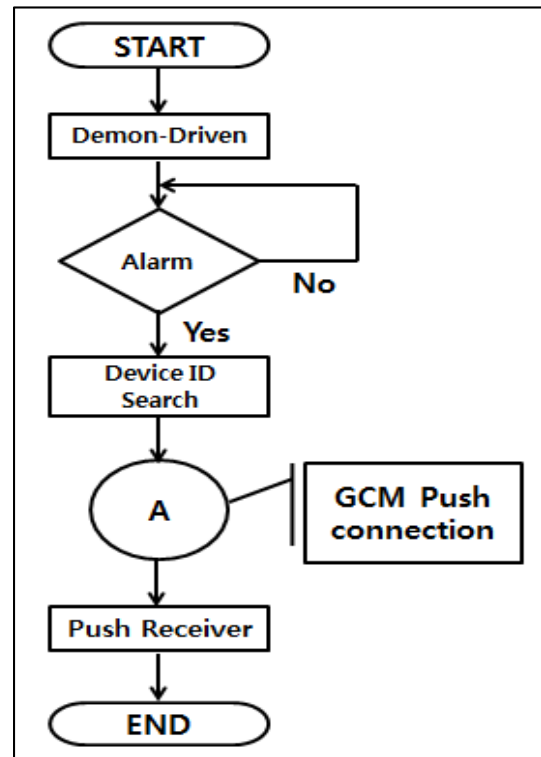 START
Demon-Driven
Alarm
No
Yes
Device ID
Search
A
GCM Push
connection
Push Receiver
END